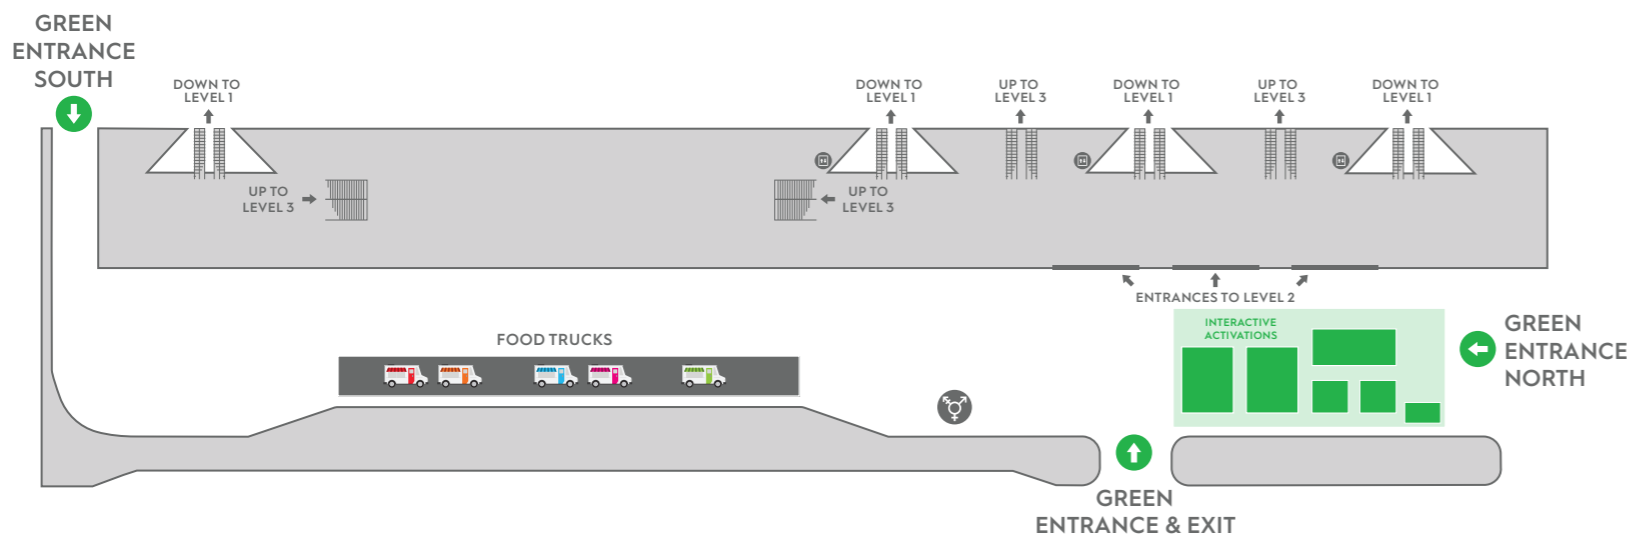 GREEN
ENTRANCE
SOUTH
DOWN TO
LEVEL 1
DOWN TO
LEVEL 1
UP TO
LEVEL 3
DOWN TO
LEVEL 1
UP TO
LEVEL 3
DOWN TO
LEVEL 1
UP TO
LEVEL 3
UP TO
LEVEL 3
ENTRANCES TO LEVEL 2
FOOD TRUCKS
INTERACTIVE
ACTIVATIONS
GREEN
ENTRANCE
NORTH
GREEN
ENTRANCE & EXIT